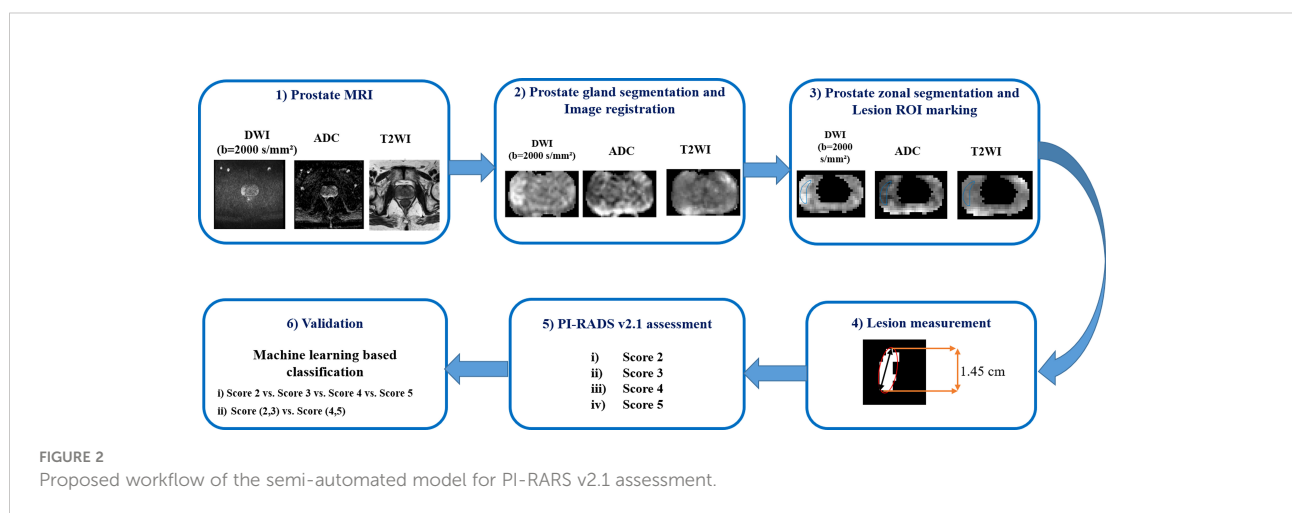 1) Prostate MRI
DWI
(b=2000 s/mm²)
ADC
T2WI
2) Prostate gland segmentation and
Image registration
DWI
(b=2000 s/mm²)
ADC
T2WI
3) Prostate zonal segmentation and
Lesion ROI marking
DWI
(b=2000
s/mm²)
ADC
T2WI
4) Lesion measurement
1.45 cm
5) PI-RADS v2.1 assessment
i) Score 2
ii) Score 3
iii) Score 4
iv) Score 5
6) Validation
Machine learning based
classification
i) Score 2 vs. Score 3 vs. Score 4 vs. Score 5
ii) Score (2,3) vs. Score (4,5)
FIGURE 2
Proposed workflow of the semi-automated model for PI-RARS v2.1 assessment.